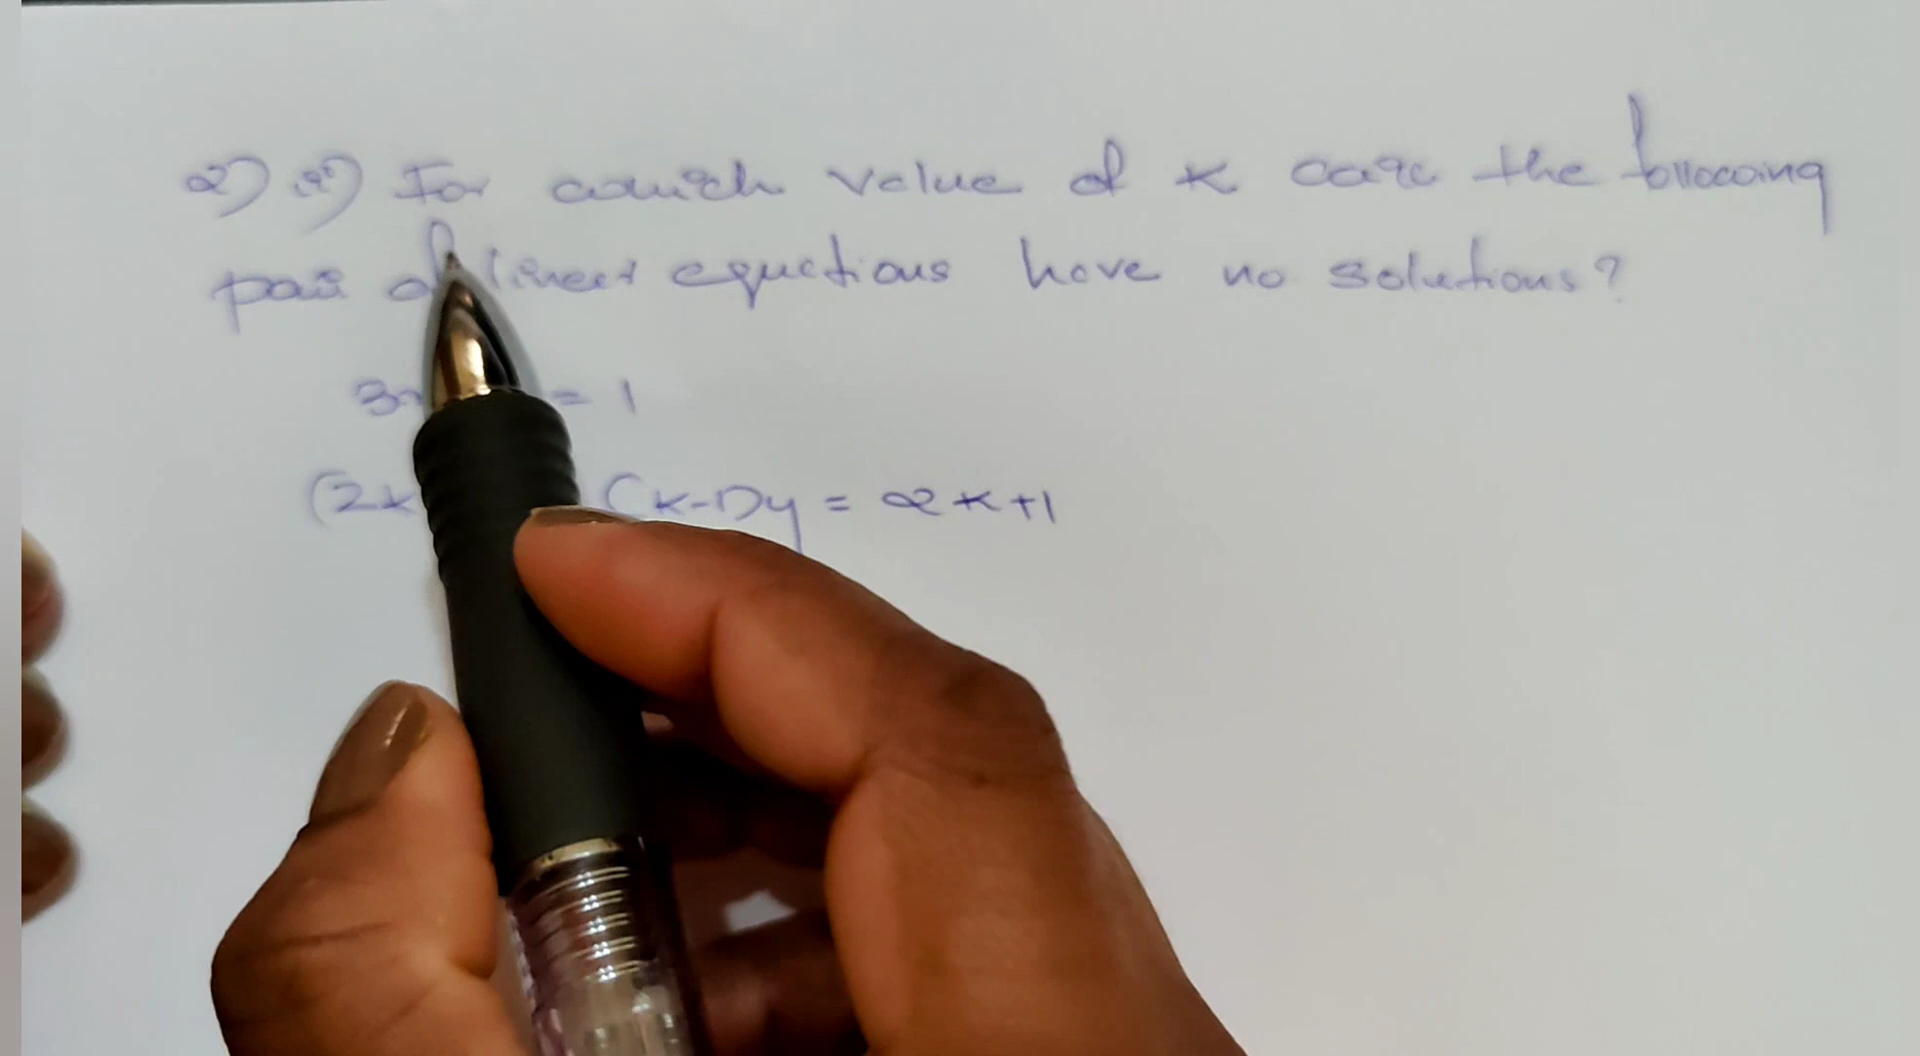 2) ii) For which value of K care the following
pair of linear equations have no solutions?
3x = 1
(2k (K-1)y = 2K+1